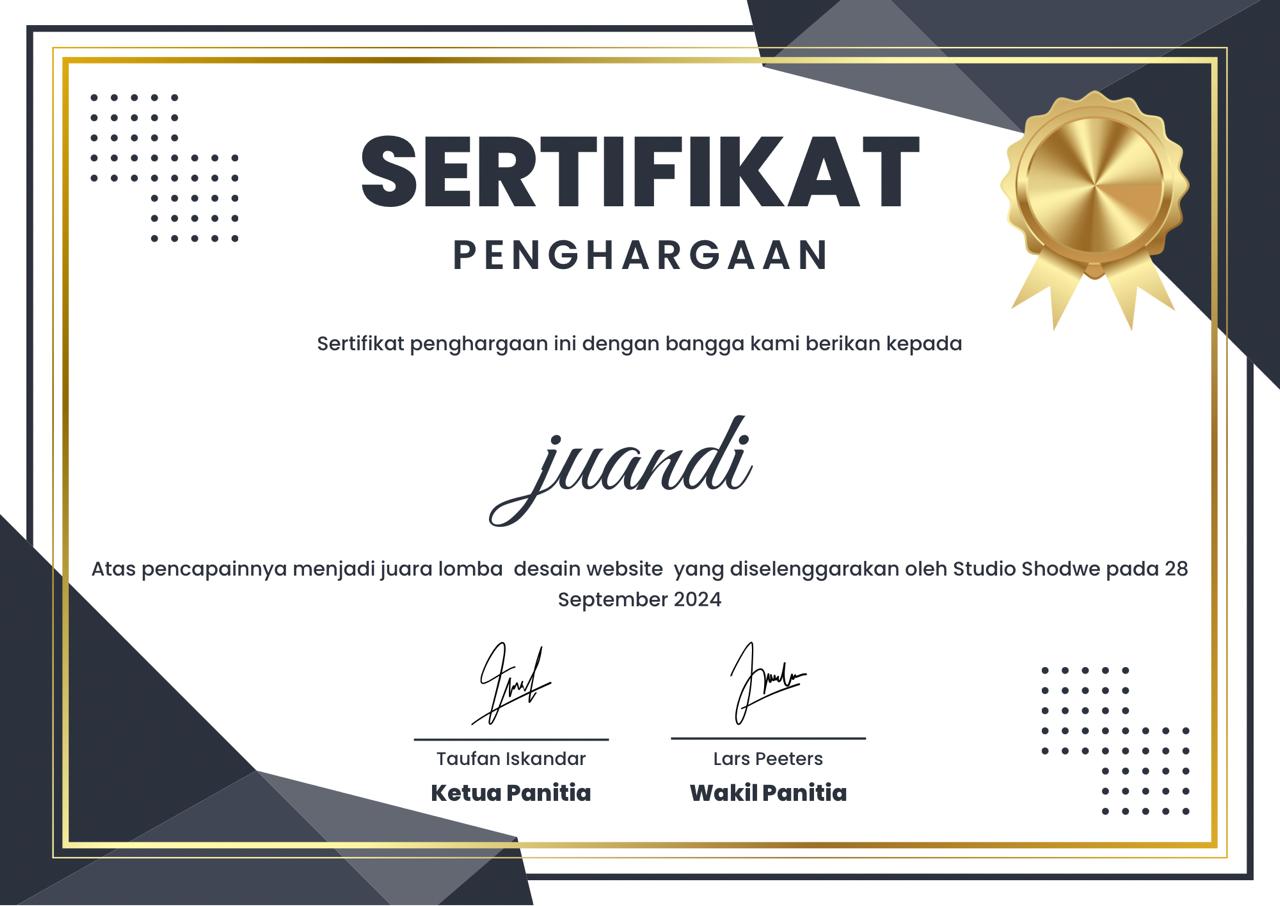 SERTIFIKAT
PENGHARGAAN
Sertifikat penghargaan ini dengan bangga kami berikan kepada
juandi
Atas pencapainnya menjadi juara lomba  desain website  yang diselenggarakan oleh Studio Shodwe pada 28
September 2024
Taufan Iskandar
Ketua Panitia
Lars Peeters
Wakil Panitia